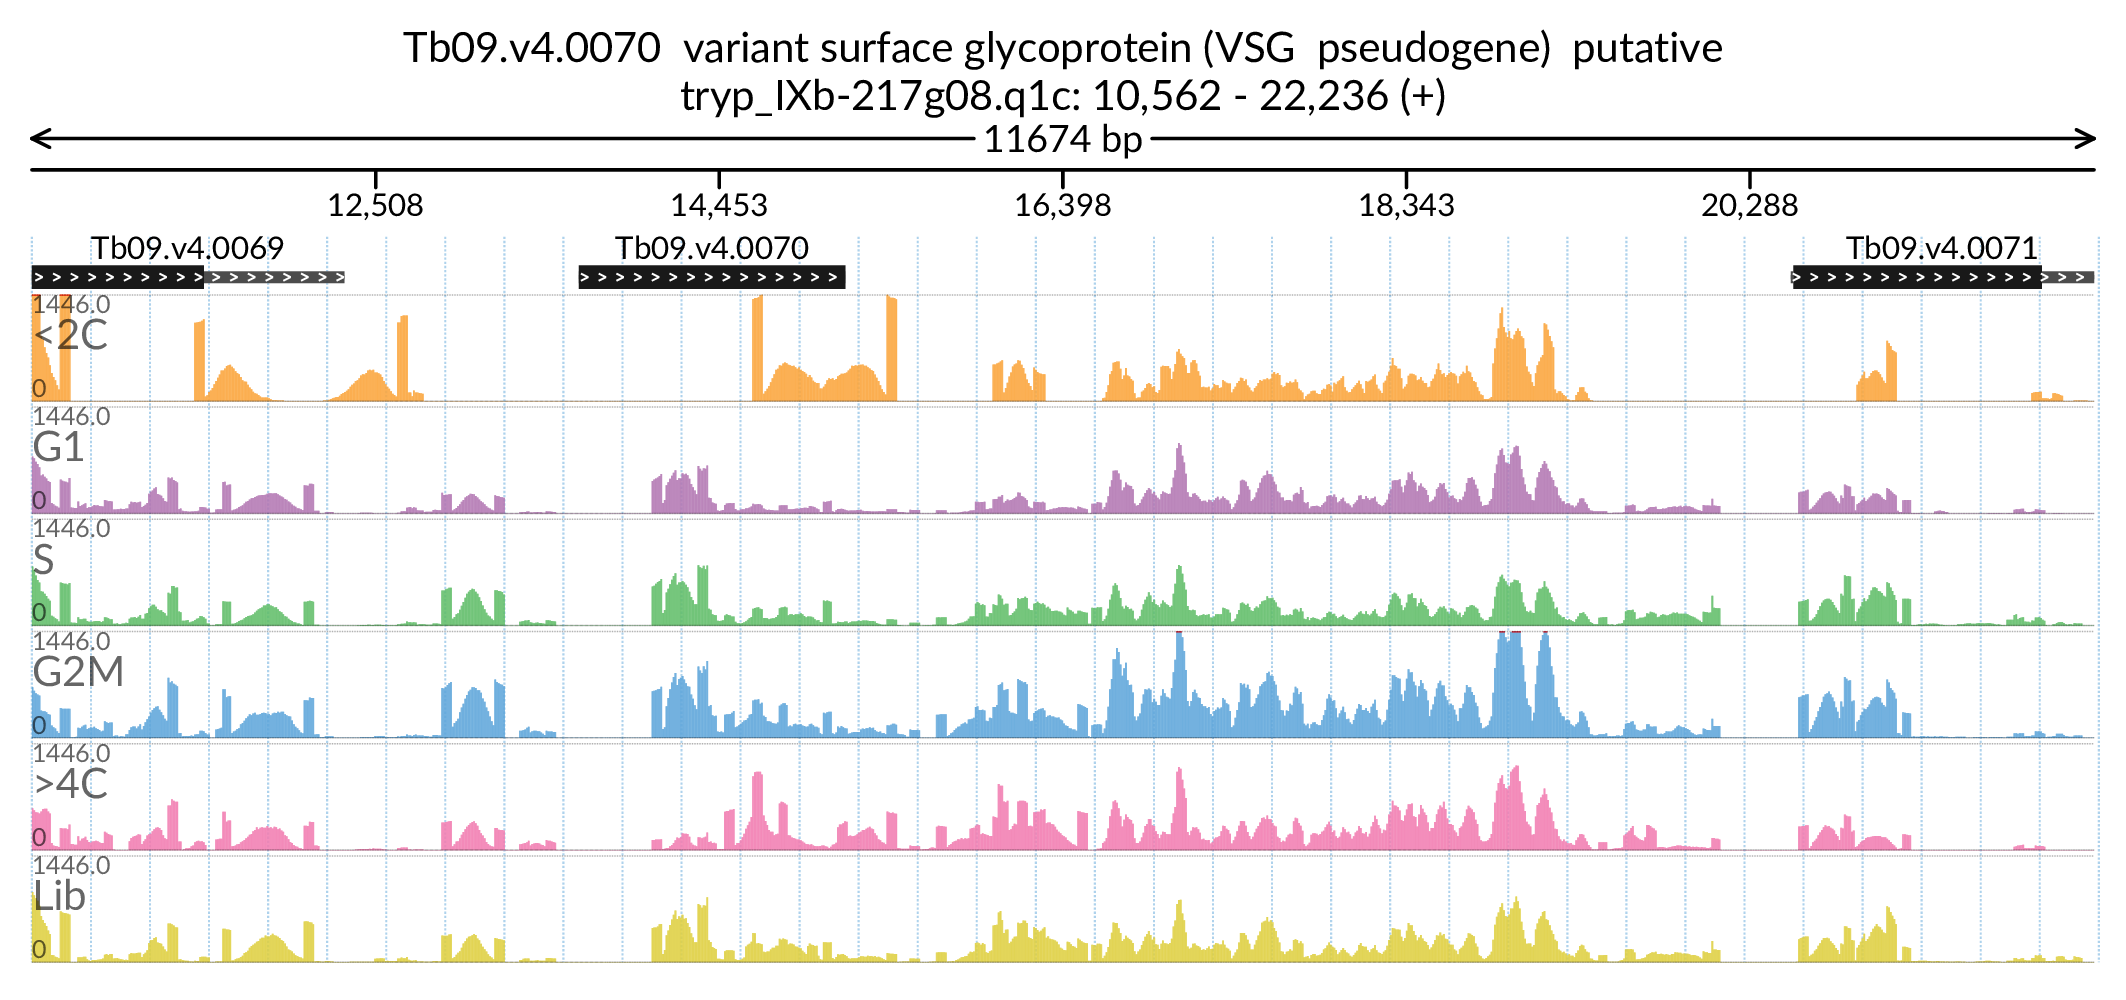 Tb09.v4.0070  variant surface glycoprotein (VSG  pseudogene)  putative
tryp_IXb-217g08.q1c: 10,562 - 22,236 (+)
11674 bp
12,508 14,453 16,398 18,343 20,288
Tb09.v4.0069 Tb09.v4.0070 Tb09.v4.0071
1446.0
<2C
0
1446.0
G1
0
1446.0
S
0
1446.0
G2M
0
1446.0
>4C
0
1446.0
Lib
0